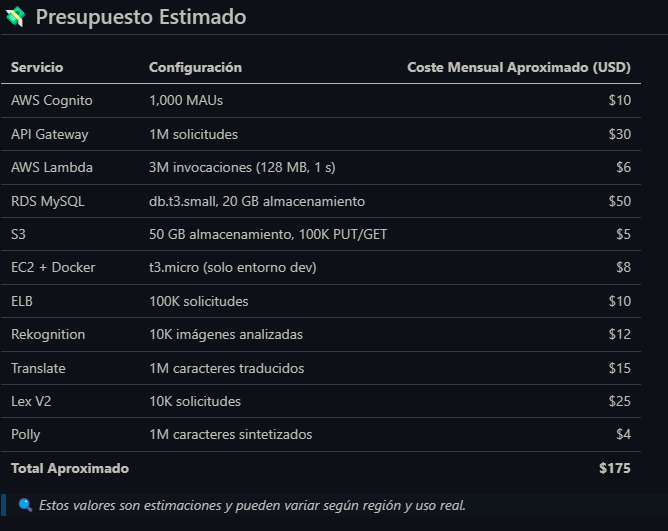 💸 Presupuesto Estimado
Servicio Configuración Coste Mensual Aproximado (USD)
AWS Cognito 1,000 MAUs $10
API Gateway 1M solicitudes $30
AWS Lambda 3M invocaciones (128 MB, 1 s) $6
RDS MySQL db.t3.small, 20 GB almacenamiento $50
S3 50 GB almacenamiento, 100K PUT/GET $5
EC2 + Docker t3.micro (solo entorno dev) $8
ELB 100K solicitudes $10
Rekognition 10K imágenes analizadas $12
Translate 1M caracteres traducidos $15
Lex V2 10K solicitudes $25
Polly 1M caracteres sintetizados $4
Total Aproximado $175
🔍 Estos valores son estimaciones y pueden variar según región y uso real.